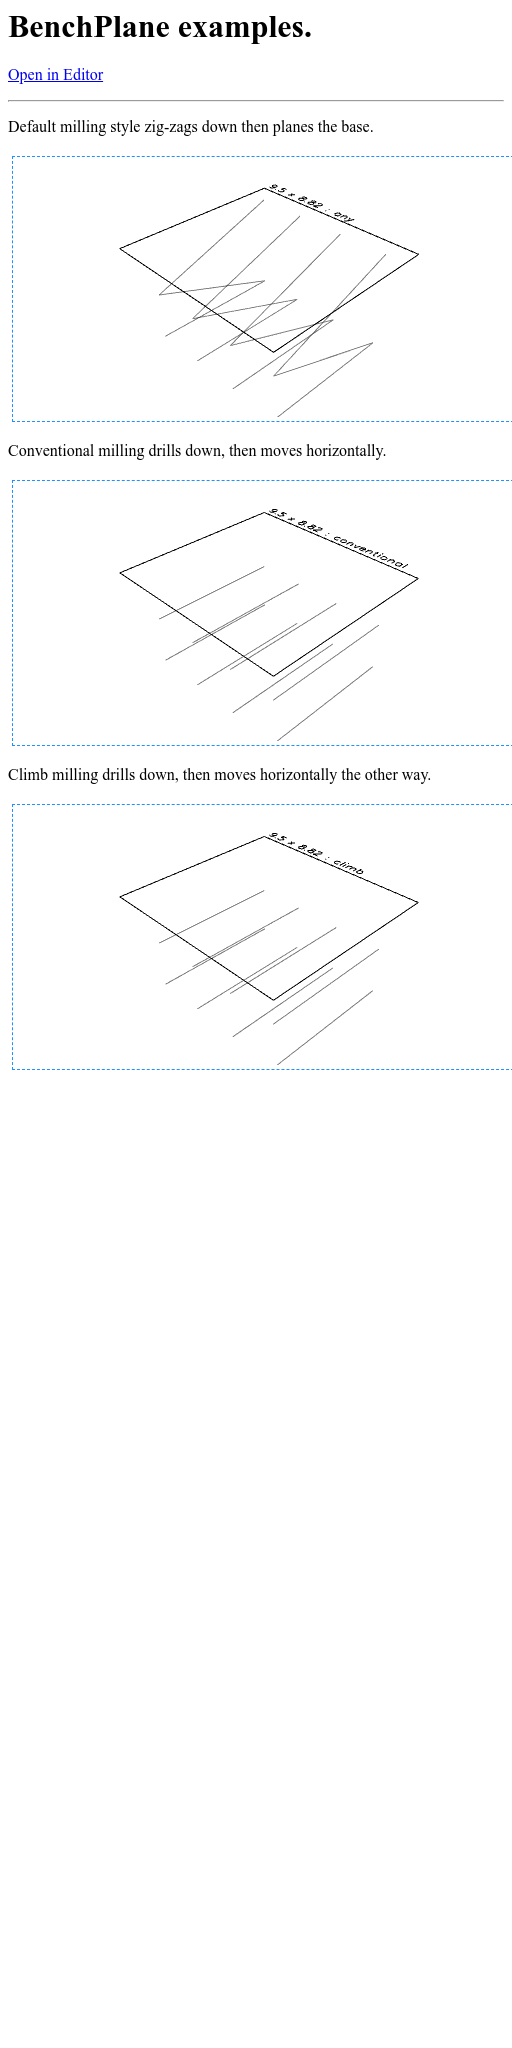 BenchPlane examples.
Open in Editor
Default milling style zig-zags down then planes the base.
9.5 x 8.82 : any
Conventional milling drills down, then moves horizontally.
9.5 x 8.82 : conventional
Climb milling drills down, then moves horizontally the other way.
9.5 x 8.82 : climb